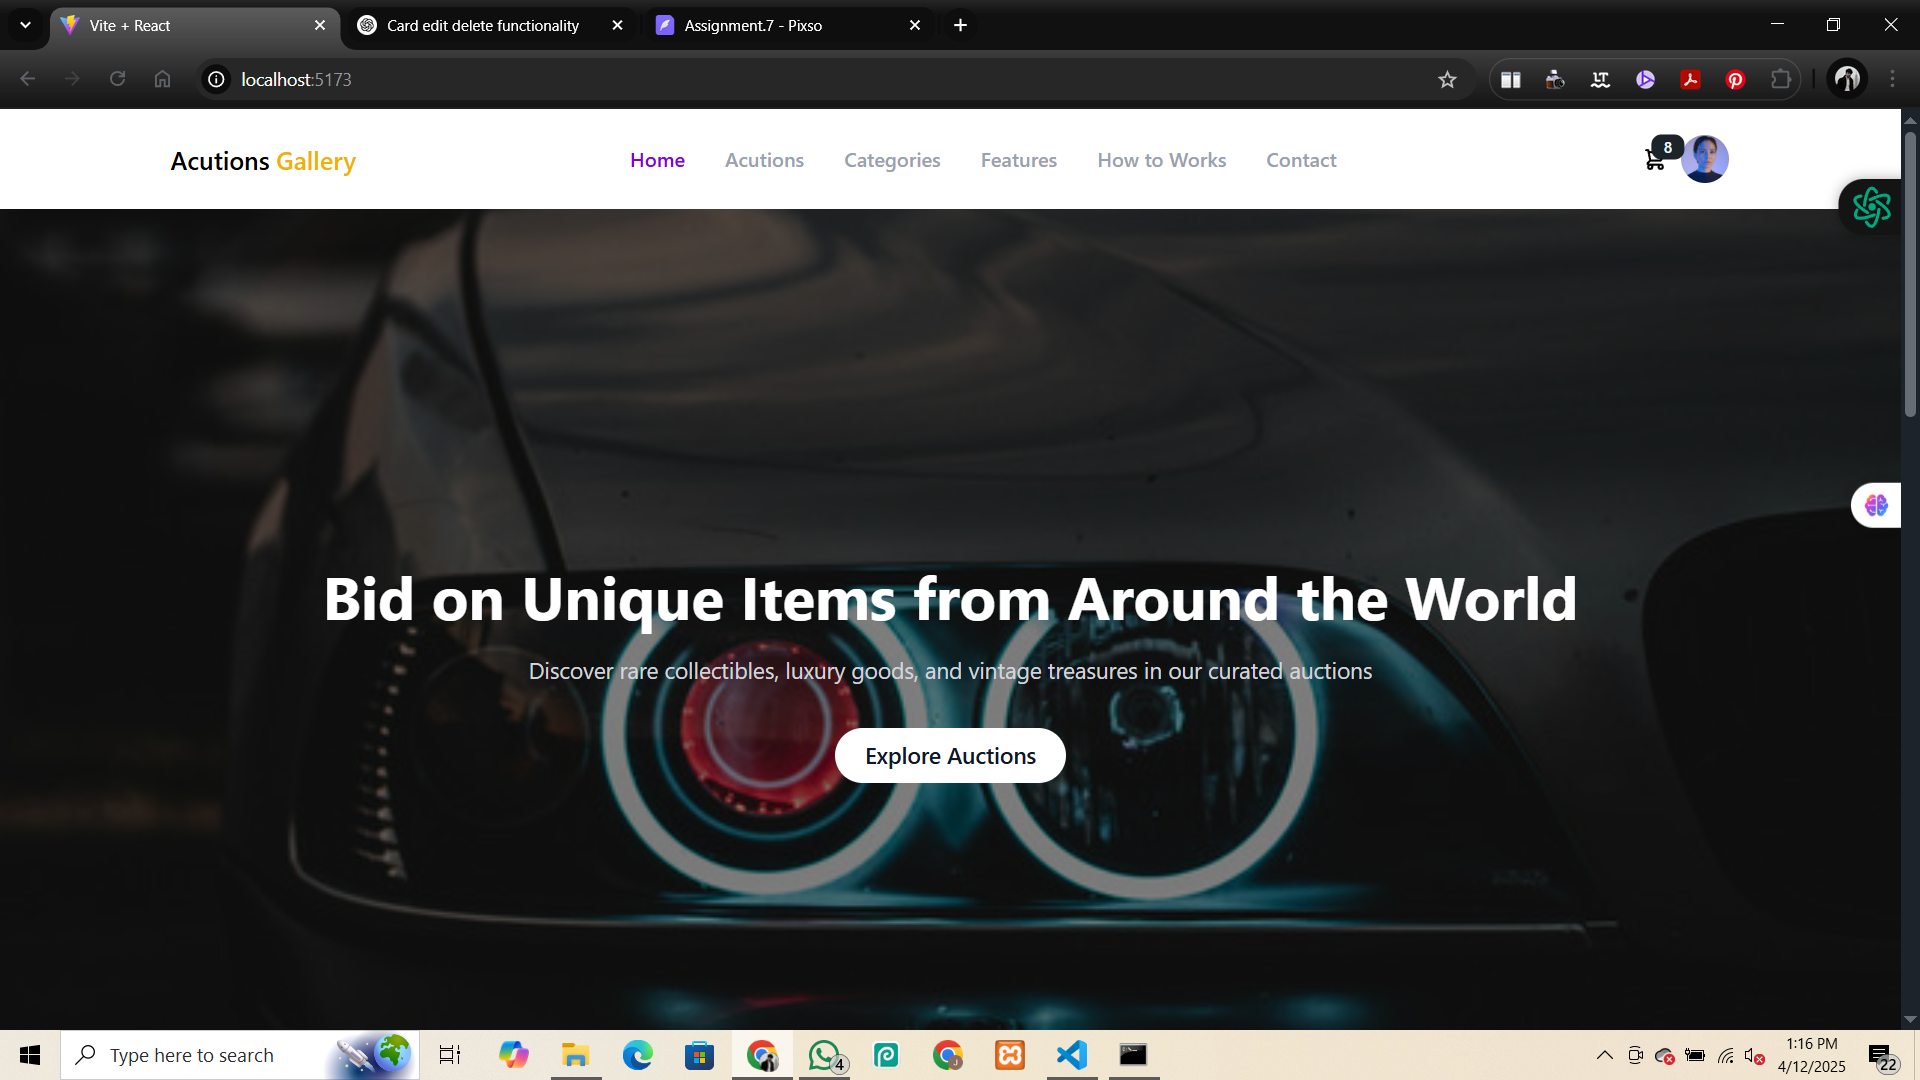 Vite + React
Card edit delete functionality
Assignment.7 - Pixso
localhost:5173
Acutions Gallery
Home
Acutions
Categories
Features
How to Works
Contact
8
Bid on Unique Items from Around the World
Discover rare collectibles, luxury goods, and vintage treasures in our curated auctions
Explore Auctions
Type here to search
4
1:16 PM
4/12/2025
22